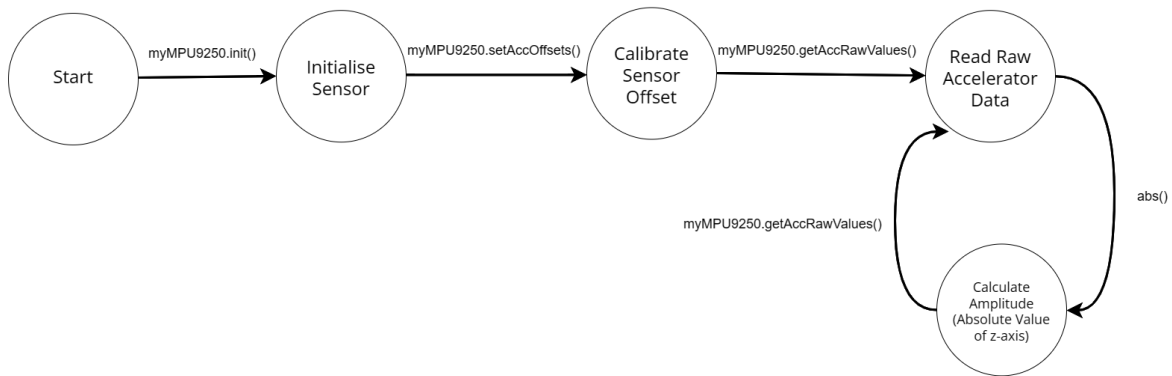 Start
myMPU9250.init()
Initialise
Sensor
myMPU9250.setAccOffsets()
Calibrate
Sensor
Offset
myMPU9250.getAccRawValues()
Read Raw
Accelerator
Data
abs()
myMPU9250.getAccRawValues()
Calculate
Amplitude
(Absolute Value
of z-axis)